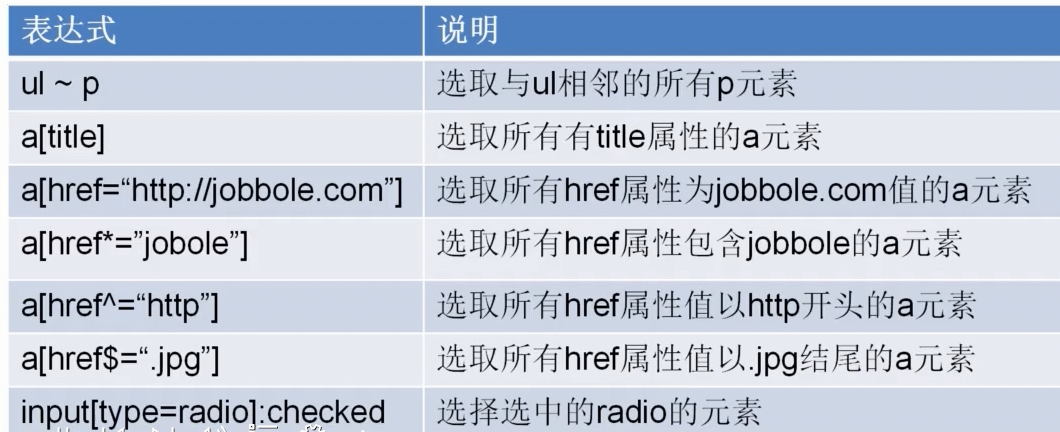 表达式 说明
ul ~ p 选取与ul相邻的所有p元素
a[title] 选取所有有title属性的a元素
a[href=“http://jobbole.com”] 选取所有href属性为jobbole.com值的a元素
a[href*=”jobole”] 选取所有href属性包含jobbole的a元素
a[href^=“http”] 选取所有href属性值以http开头的a元素
a[href$=“.jpg”] 选取所有href属性值以.jpg结尾的a元素
input[type=radio]:checked 选择选中的radio的元素